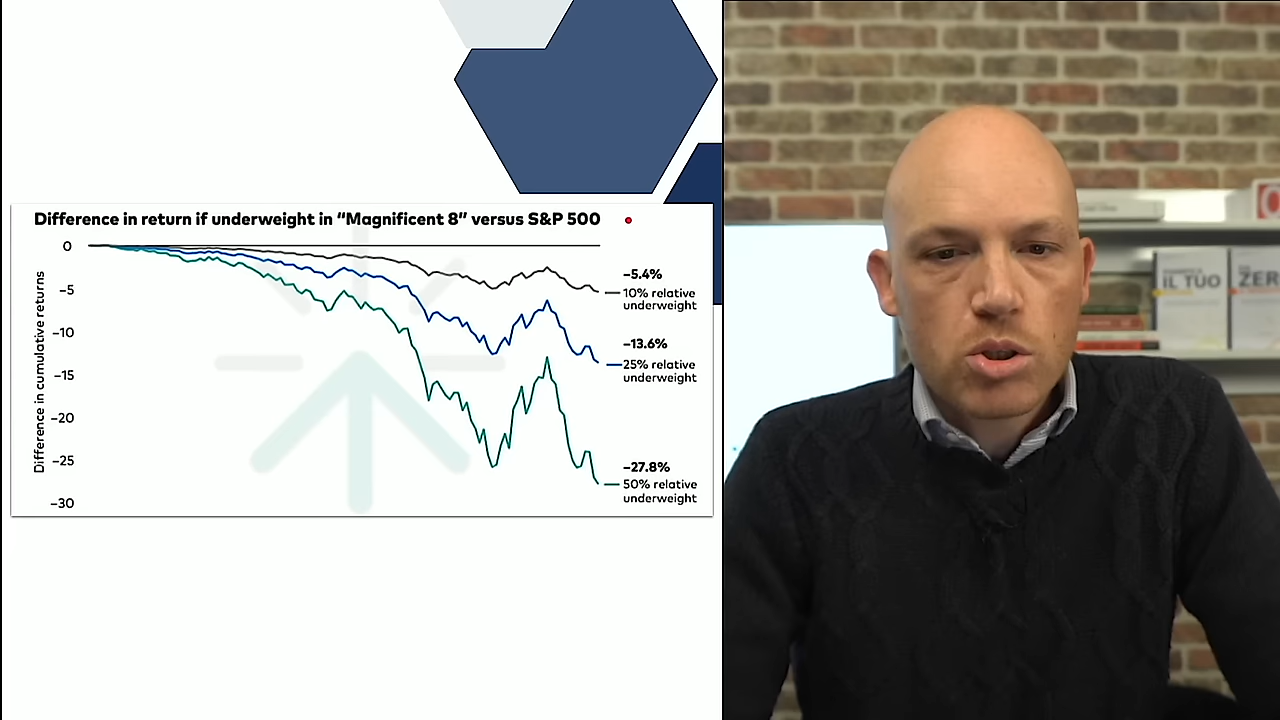 Difference in return if underweight in “Magnificent 8” versus S&P 500
Difference in cumulative returns
0
–5
–10
–15
–20
–25
–30
–5.4%
10% relative
underweight
–13.6%
25% relative
underweight
–27.8%
50% relative
underweight
IL TUO
ZER